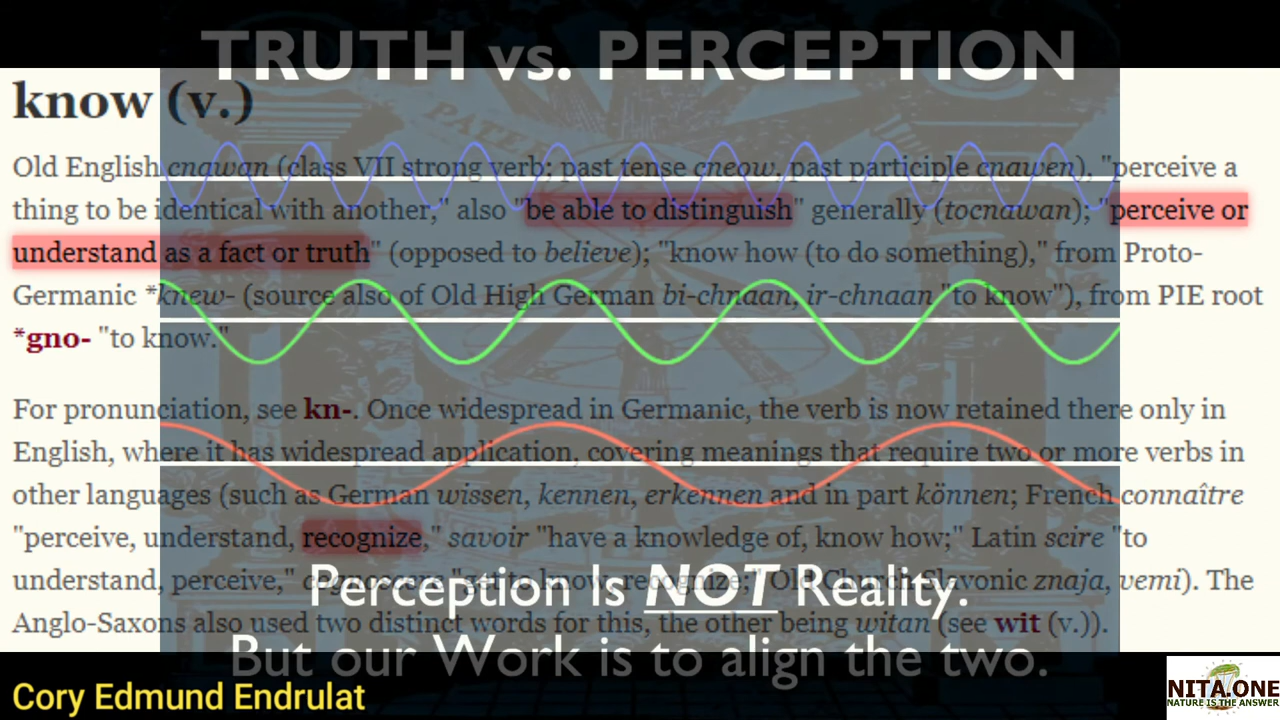 TRUTH vs. PERCEPTION
know (v.)
Old English cnawan (class VII strong verb; past tense cneow, past participle cnawen), "perceive a
thing to be identical with another," also "be able to distinguish" generally (tocnawan); "perceive or
understand as a fact or truth" (opposed to believe); "know how (to do something)," from Proto-
Germanic *knew- (source also of Old High German bi-chnaan, ir-chnaan "to know"), from PIE root
*gno- "to know."
For pronunciation, see kn-. Once widespread in Germanic, the verb is now retained there only in
English, where it has widespread application, covering meanings that require two or more verbs in
other languages (such as German wissen, kennen, erkennen and in part können; French connaître
"perceive, understand, recognize," savoir "have a knowledge of, know how;" Latin scire "to
understand, perceive," "get to know, recognize;" Old Church Slavonic znaja, vemi). The
Perception Is NOT Reality.
Anglo-Saxons also used two distinct words for this, the other being witan (see wit (v.)).
But our Work is to align the two.
Cory Edmund Endrulat
NITA.ONE
NATURE IS THE ANSWER